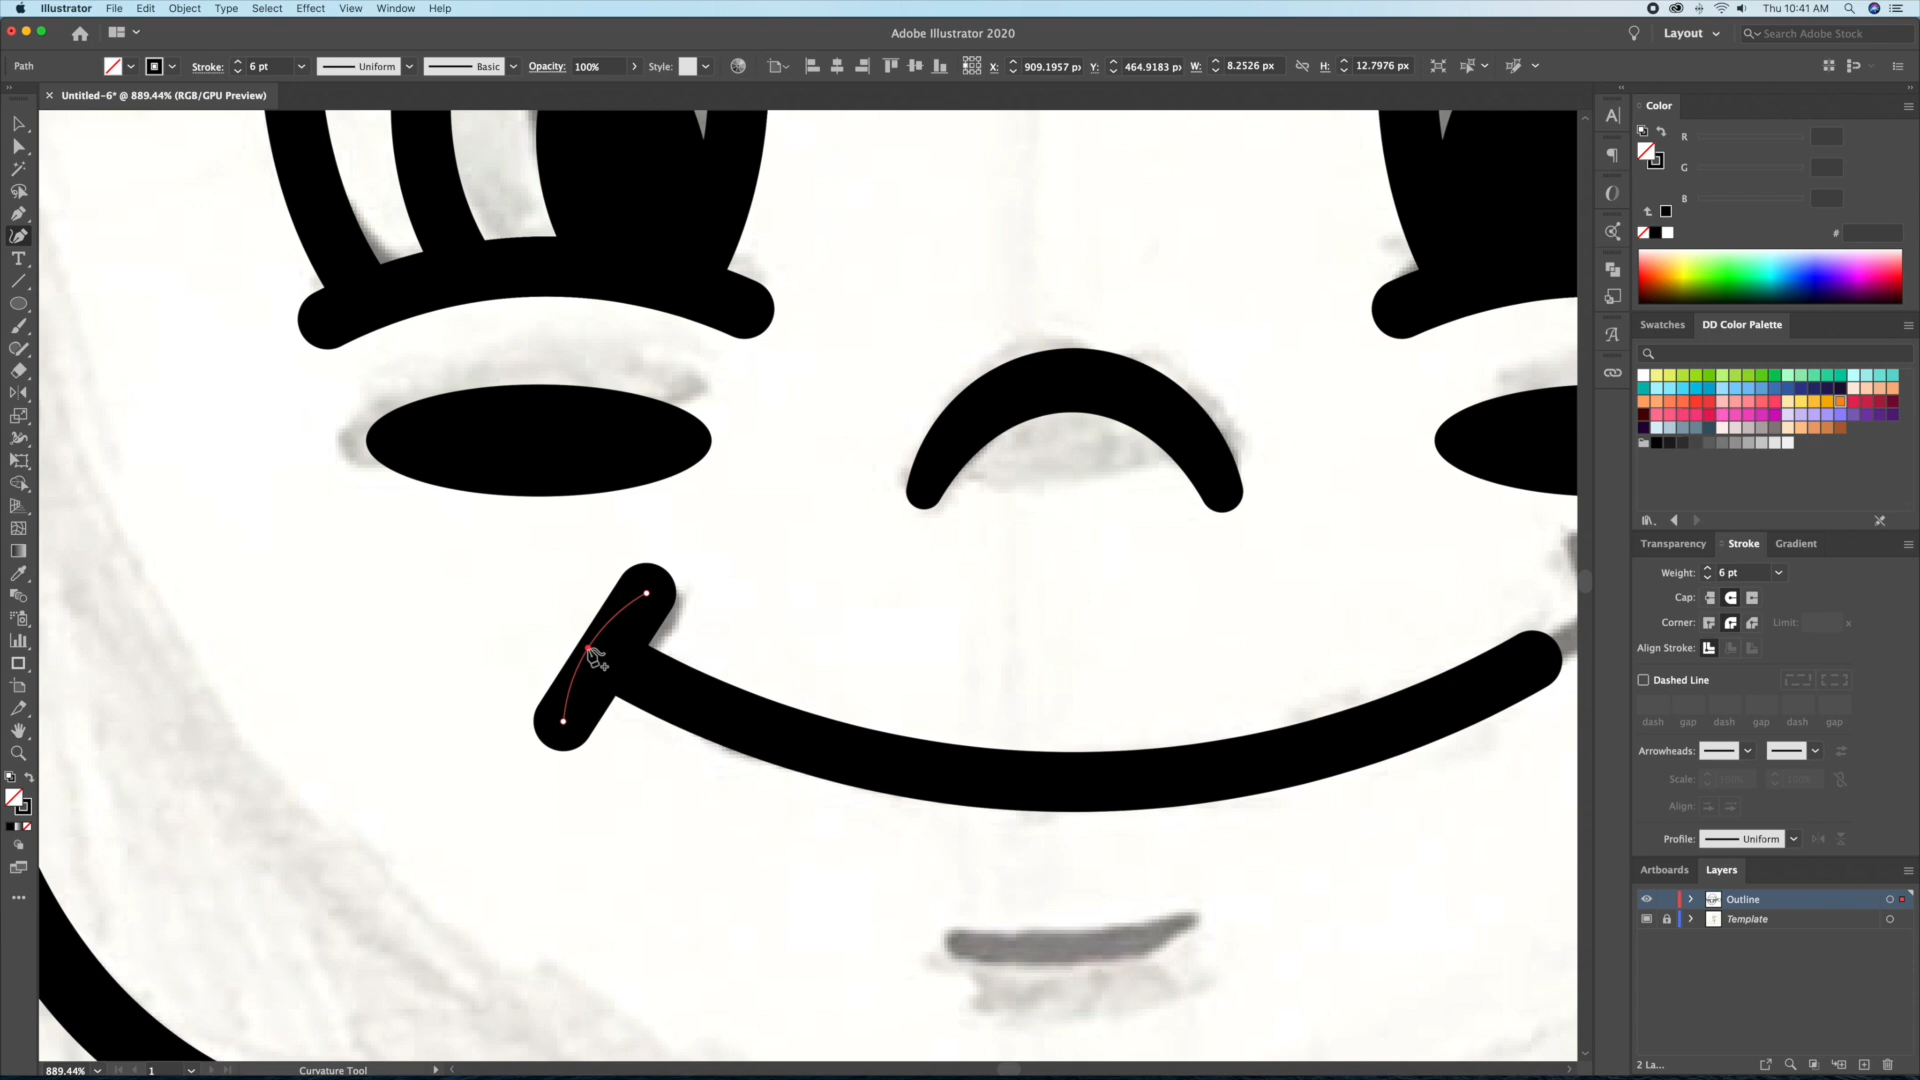 Illustrator File Edit Object Type Select Effect View Window Help Thu 10:41 AM
Adobe Illustrator 2020 Layout Search Adobe Stock
Path Stroke: 6 pt Uniform Basic Opacity: 100% Style: X: 909.1957 px Y: 464.9183 px W: 8.2526 px H: 12.7976 px
× Untitled-6* @ 889.44% (RGB/GPU Preview)
Color
R
G
B
#
Swatches DD Color Palette
Transparency Stroke Gradient
Weight: 6 pt
Cap:
Corner: Limit: x
Align Stroke:
Dashed Line
dash gap dash gap dash gap
Arrowheads:
Scale: 100% 100%
Align:
Profile: Uniform
Artboards Layers
Outline
Template
2 La...
889.44% 1 Curvature Tool